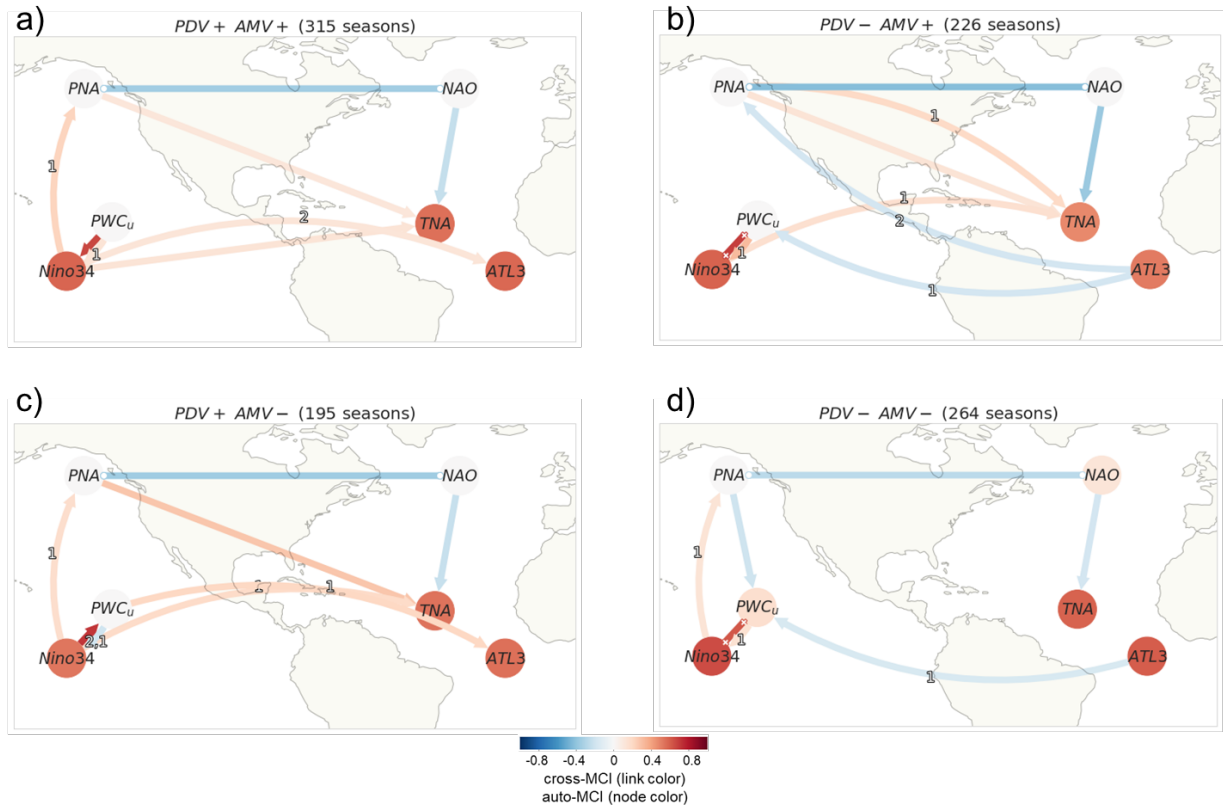 a)
PDV+ AMV+ (315 seasons)
PNA
NAO
1
PWCu
2
TNA
1
Nino34
ATL3
b)
PDV− AMV+ (226 seasons)
PNA
NAO
1
1
PWCu
2
TNA
1
Nino34
ATL3
1
c)
PDV+ AMV− (195 seasons)
PNA
NAO
1
1
1
PWCu
TNA
2,1
Nino34
ATL3
d)
PDV− AMV− (264 seasons)
PNA
NAO
1
PWCu
TNA
1
Nino34
ATL3
1
-0.8 -0.4 0 0.4 0.8
cross-MCI (link color)
auto-MCI (node color)